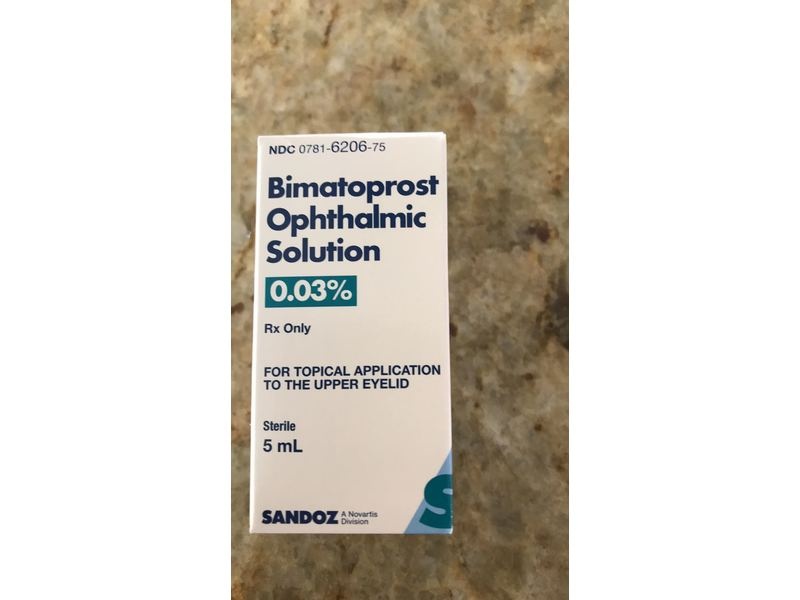 NDC 0781-6206-75
Bimatoprost
Ophthalmic
Solution
0.03%
Rx Only
FOR TOPICAL APPLICATION
TO THE UPPER EYELID
Sterile
5 mL
SANDOZ A Novartis
Division
S